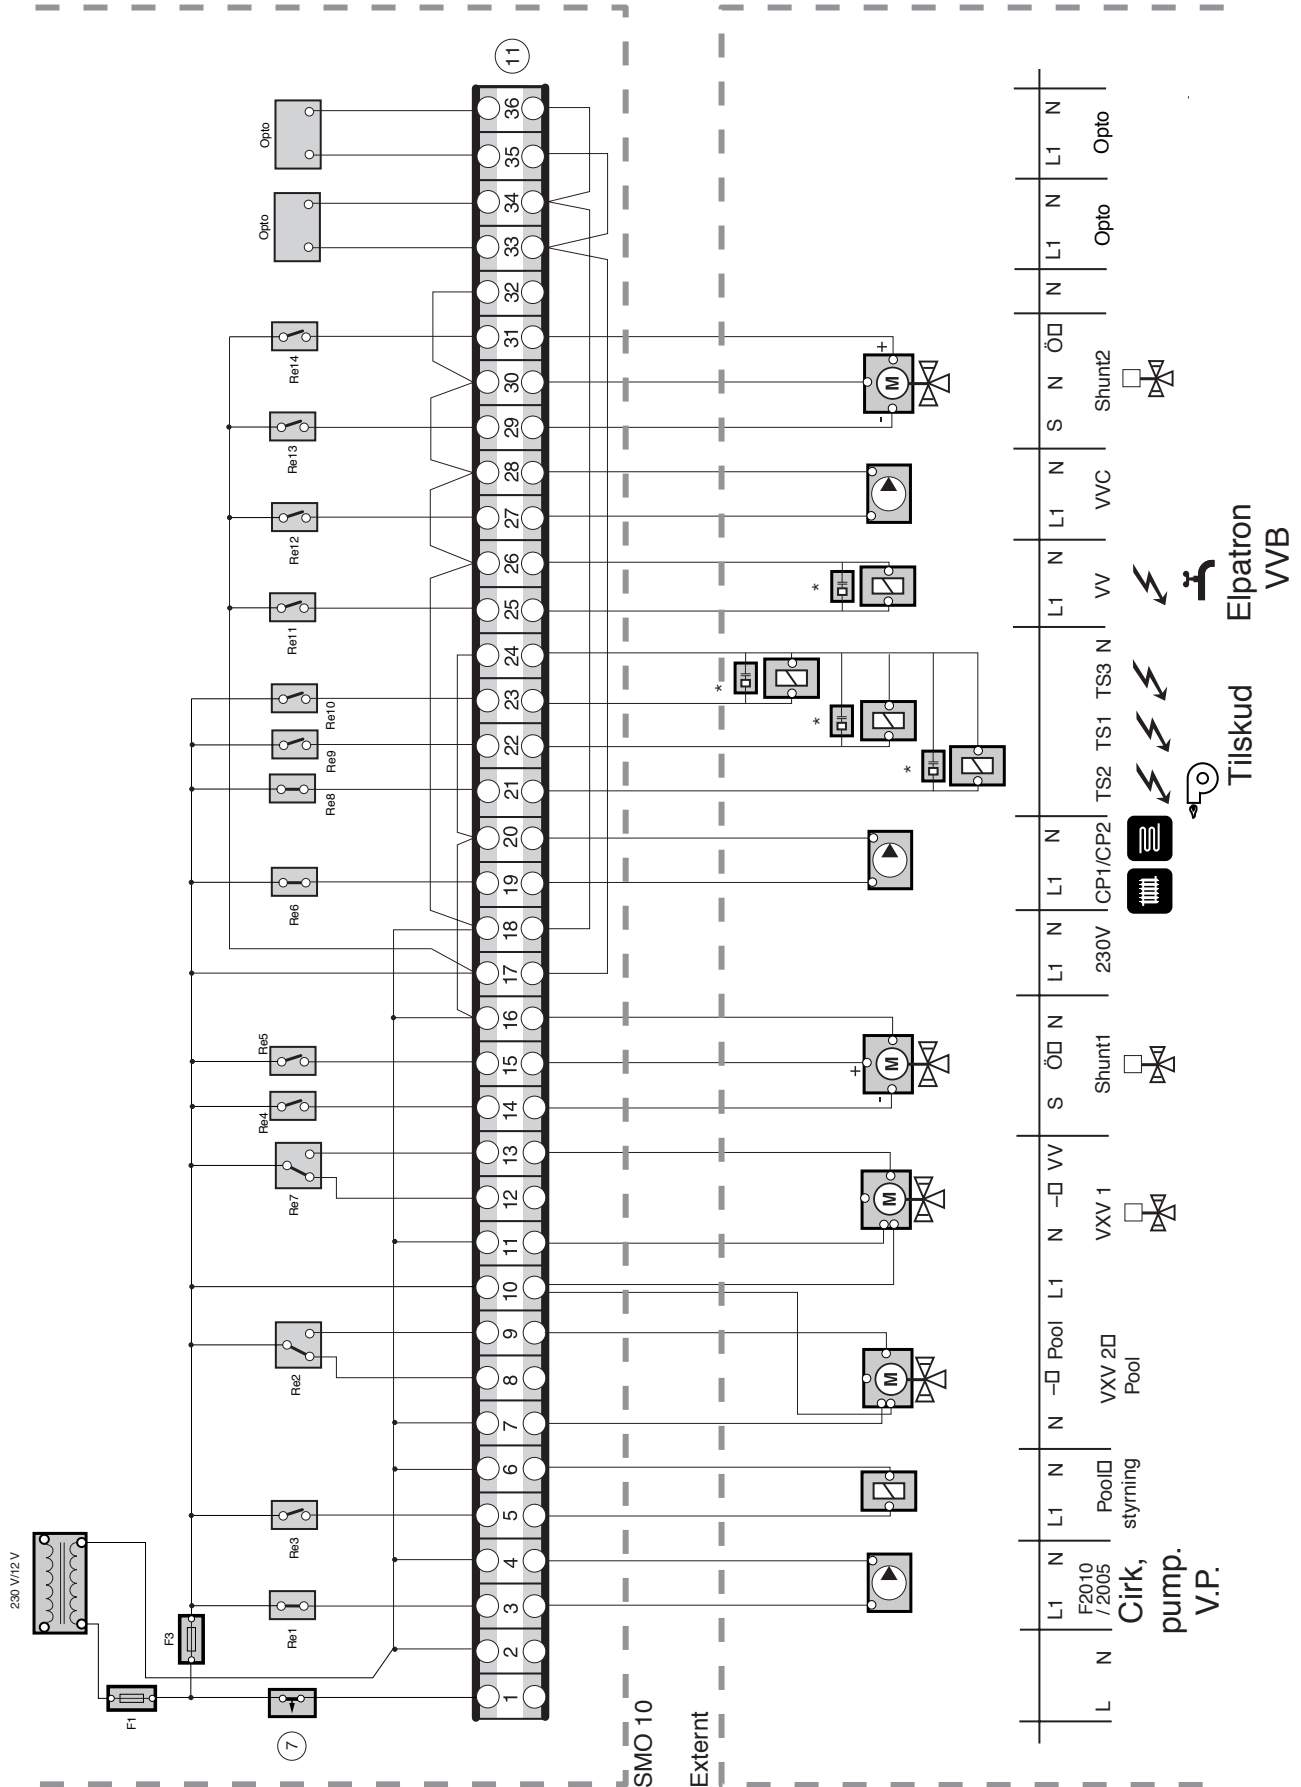 230 V/12 V
F1
F3
Re4 Re5 Opto Opto
Re1 Re3 Re2 Re7 Re6 Re8 Re9 Re10 Re11 Re12 Re13 Re14
7
1 2 3 4 5 6 7 8 9 10 11 12 13 14 15 16 17 18 19 20 21 22 23 24 25 26 27 28 29 30 31 32 33 34 35 36
11
SMO 10
Externt
* * * *
- + - +
M M M M
L N L1 N L1 N N –□ Pool L1 N –□ VV S Ö□ N L1 N L1 N TS2 TS1 TS3 N L1 N L1 N S N Ö□ N L1 N L1 N
F2010
/ 2005
Cirk,
pump.
V.P.
Pool□
styrning
VXV 2□
Pool
VXV 1
Shunt1
230V
CP1/CP2
Tilskud
VV
Elpatron
VVB
VVC
Shunt2
Opto
Opto